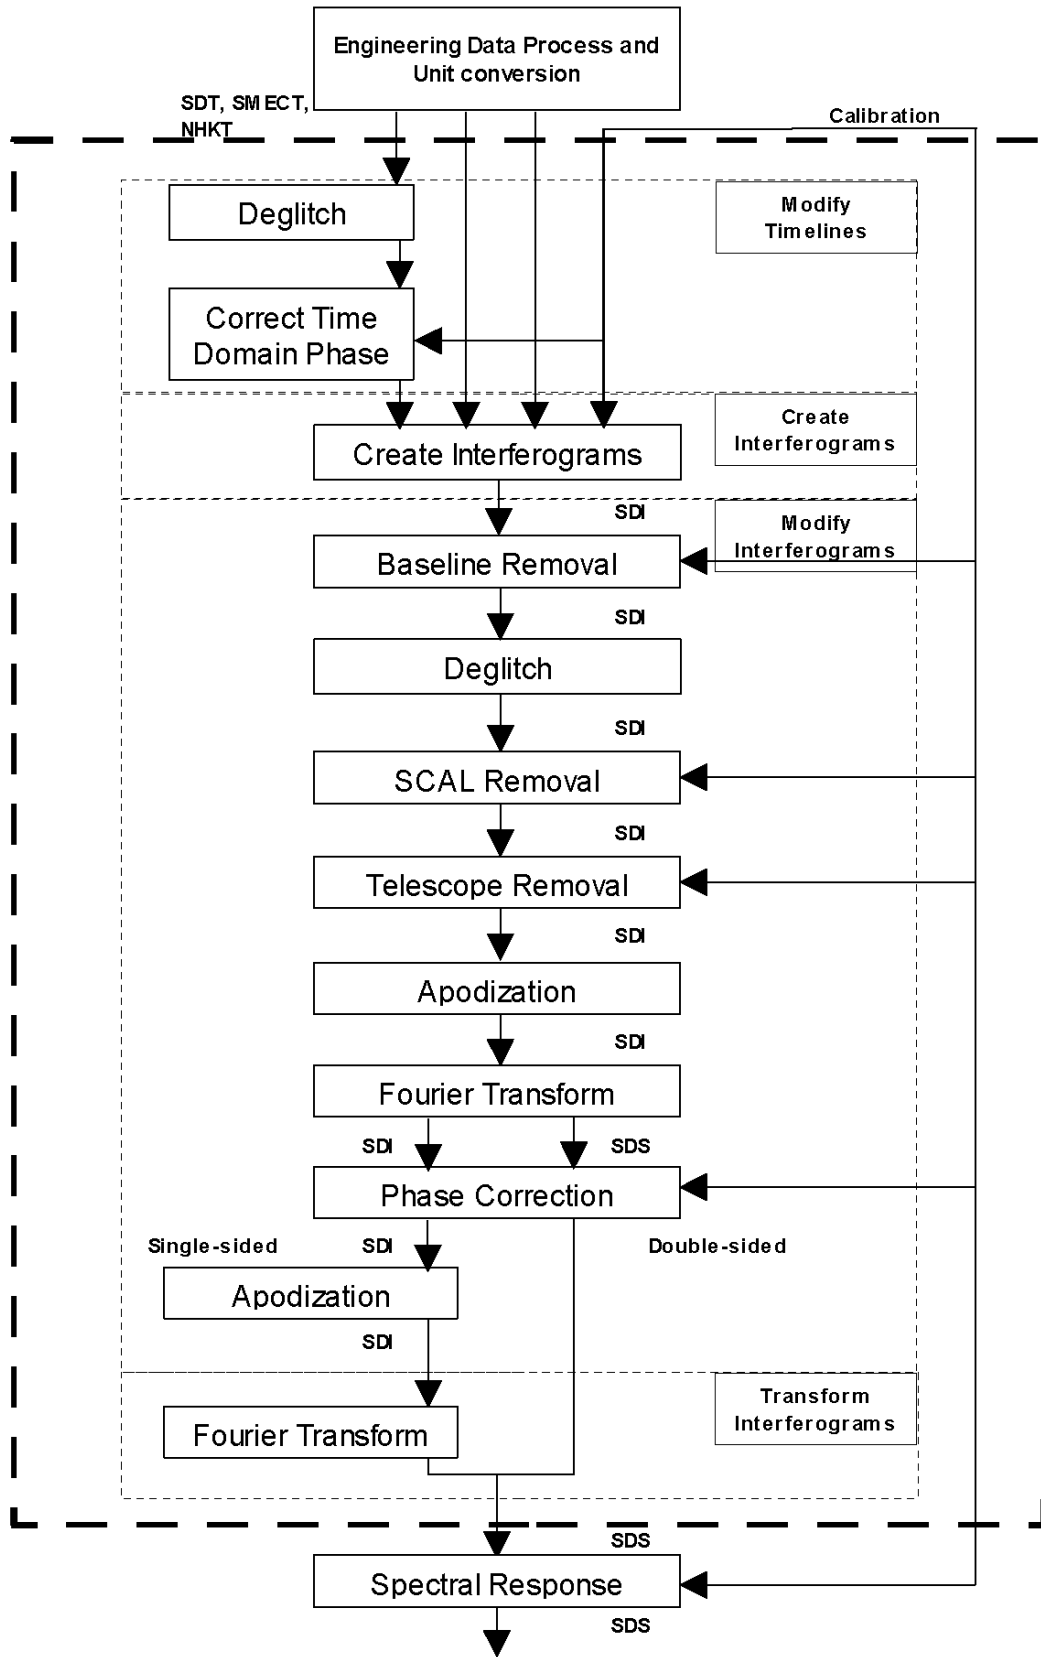 Engineering Data Process and
Unit conversion
SDT, SMECT,
NHKT
Calibration
Deglitch
Modify
Timelines
Correct Time
Domain Phase
Create
Interferograms
Create Interferograms
SDI
Modify
Interferograms
Baseline Removal
SDI
Deglitch
SDI
SCAL Removal
SDI
Telescope Removal
SDI
Apodization
SDI
Fourier Transform
SDI
SDS
Phase Correction
Single-sided
SDI
Double-sided
Apodization
SDI
Transform
Interferograms
Fourier Transform
SDS
Spectral Response
SDS